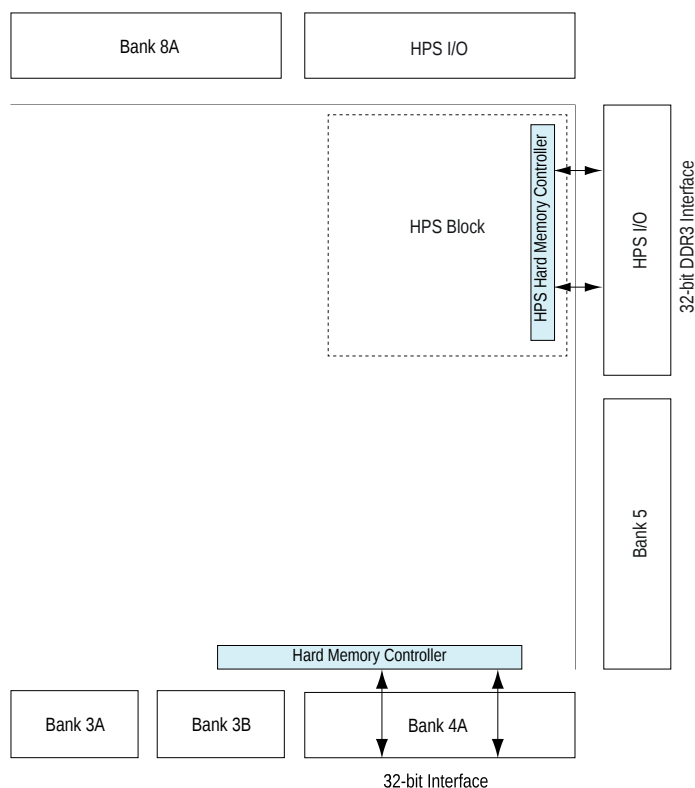 Bank 8A
HPS I/O
HPS Block
HPS Hard Memory Controller
HPS I/O
32-bit DDR3 Interface
Bank 5
Hard Memory Controller
Bank 3A
Bank 3B
Bank 4A
32-bit Interface